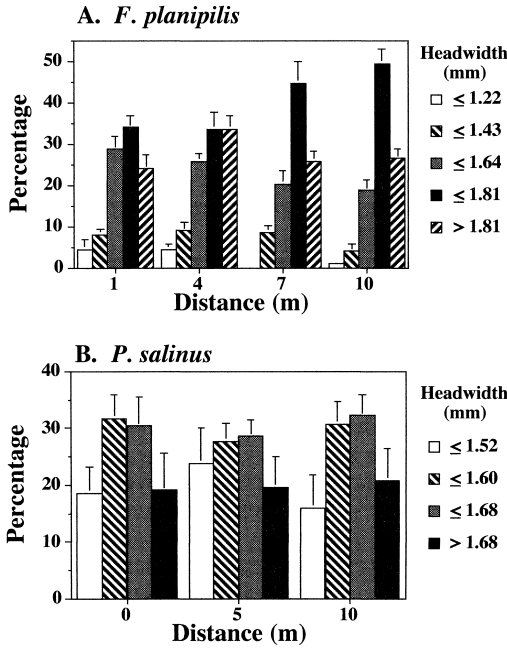 A. F. planipilis
60
50
40
30
20
10
0
Percentage
1 4 7 10
Distance (m)
Headwidth
(mm)
≤ 1.22
≤ 1.43
≤ 1.64
≤ 1.81
> 1.81
B. P. salinus
40
30
20
10
0
Percentage
0 5 10
Distance (m)
Headwidth
(mm)
≤ 1.52
≤ 1.60
≤ 1.68
> 1.68